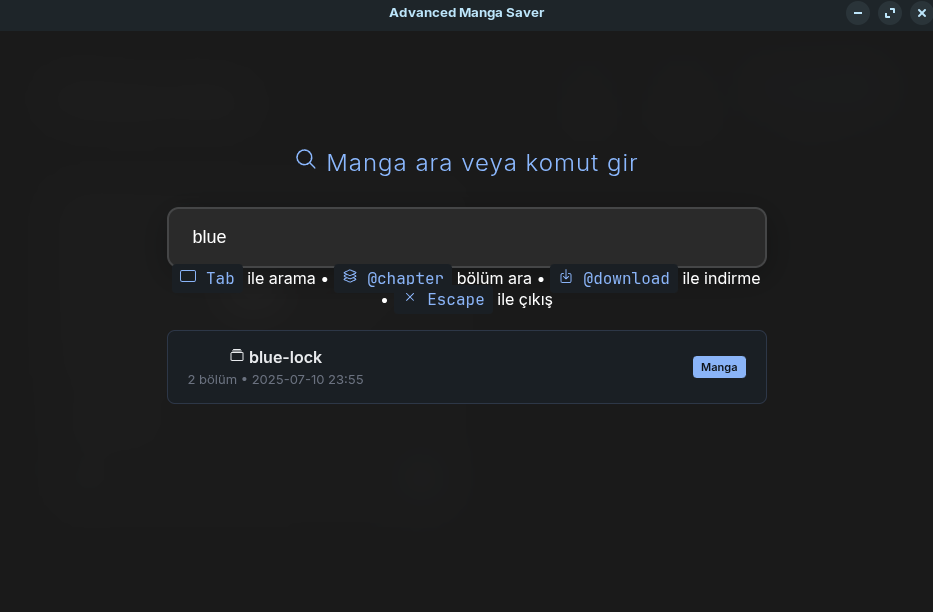 Advanced Manga Saver
Manga ara veya komut gir
blue
Tab ile arama • @chapter bölüm ara • @download ile indirme
• Escape ile çıkış
blue-lock
2 bölüm • 2025-07-10 23:55
Manga